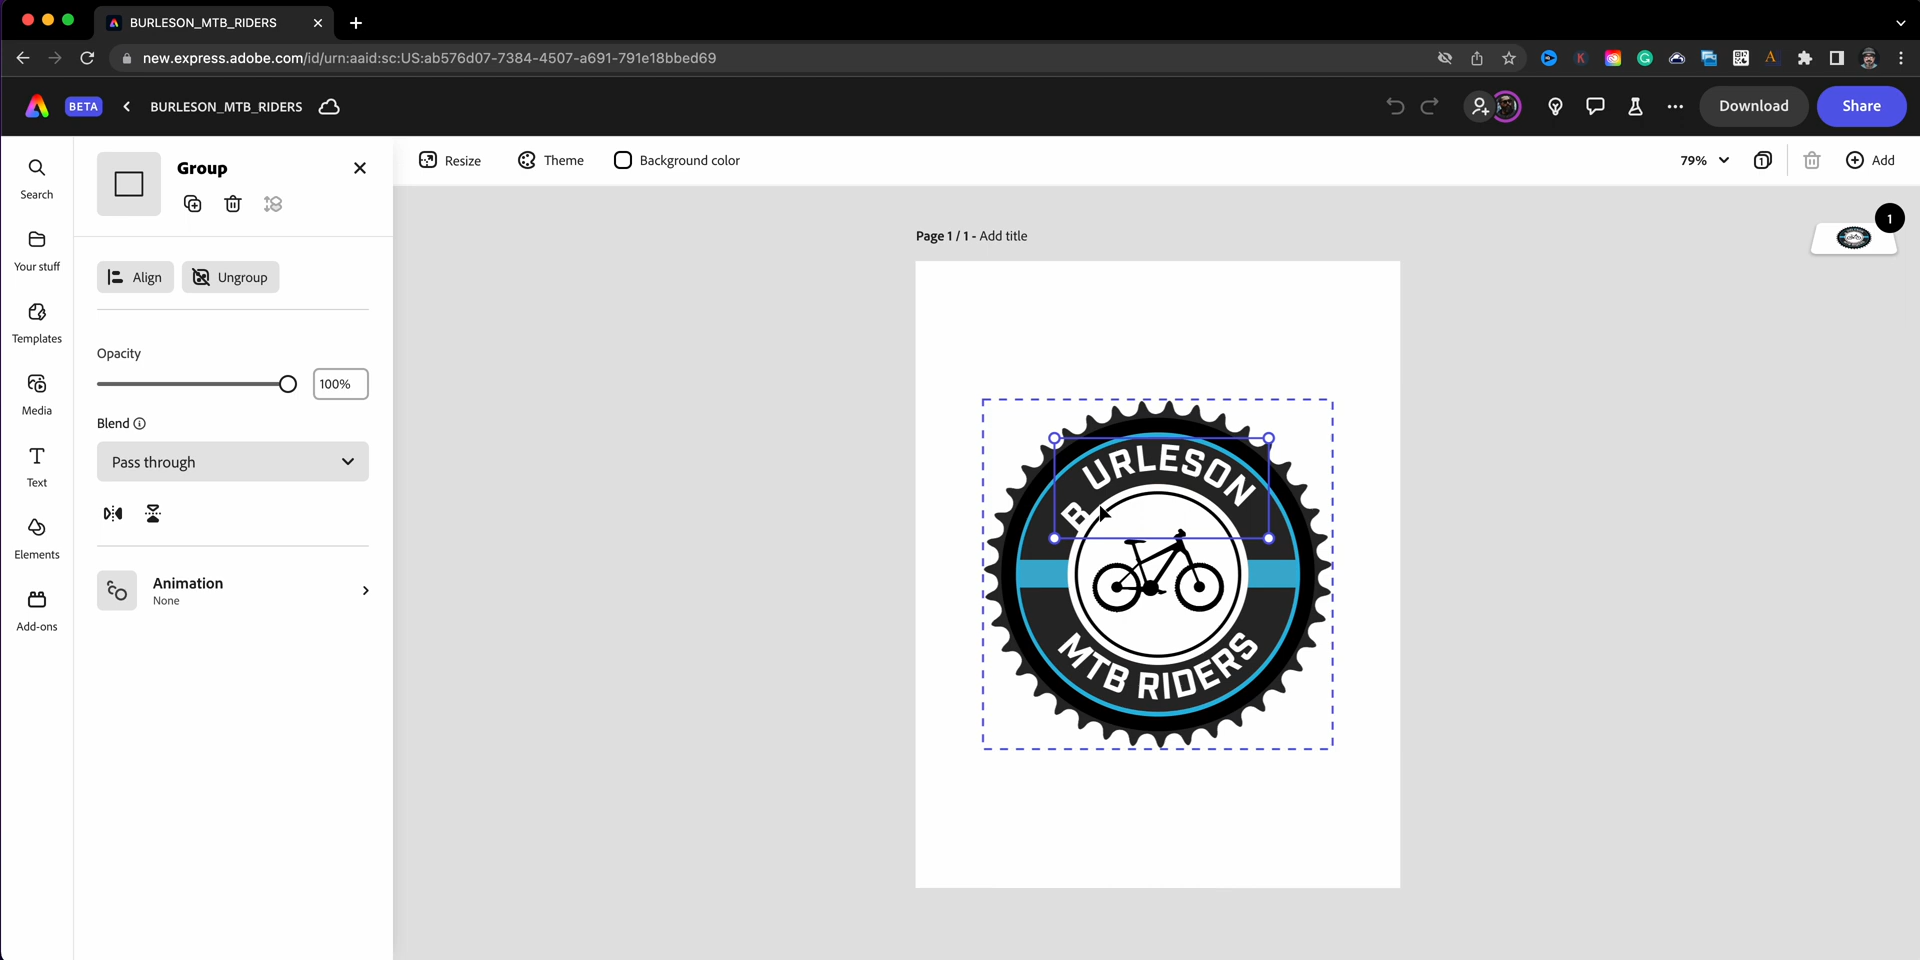 BURLESON_MTB_RIDERS
new.express.adobe.com/id/urn:aaid:sc:US:ab576d07-7384-4507-a691-791e18bbed69
BETA
BURLESON_MTB_RIDERS
Download
Share
Search
Your stuff
Templates
Media
Text
Elements
Add-ons
Group
Align
Ungroup
Opacity
100%
Blend
Pass through
Animation
None
Resize
Theme
Background color
79%
1
Add
Page 1 / 1 - Add title
1
B URLESON
MTB RIDERS